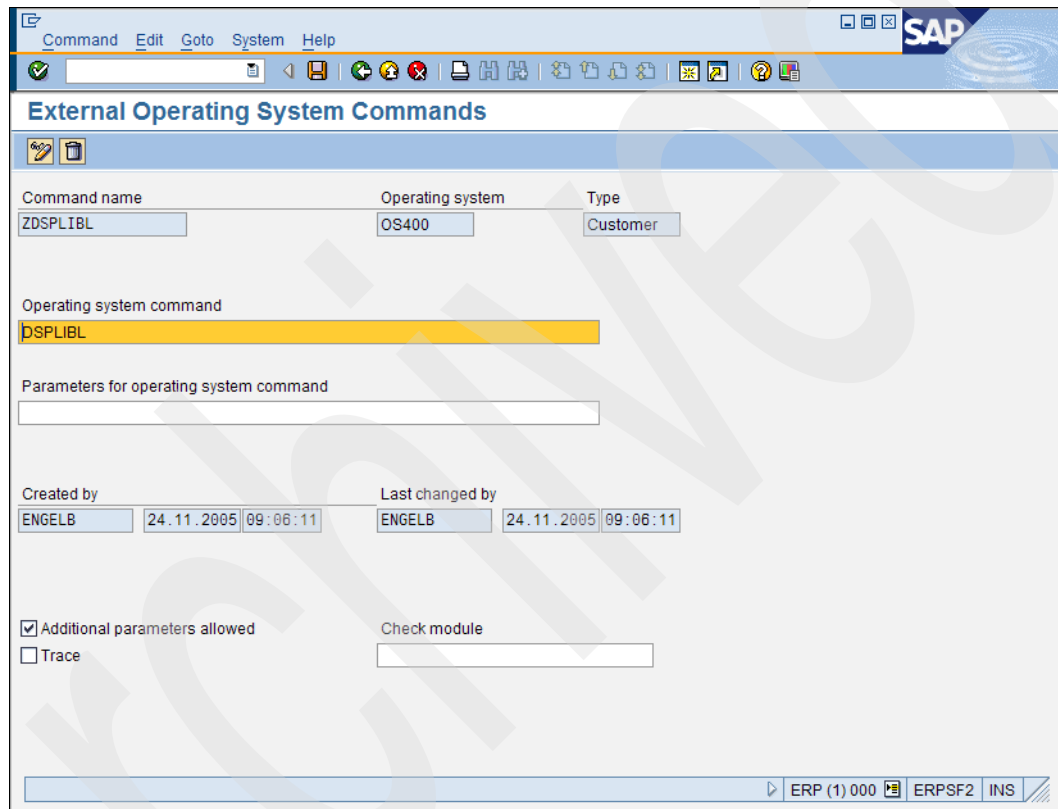 SAP
Command Edit Goto System Help
External Operating System Commands
Command name Operating system Type
ZDSPLIBL OS400 Customer
Operating system command
DSPLIBL
Parameters for operating system command
Created by Last changed by
ENGELB 24.11.2005 09:06:11 ENGELB 24.11.2005 09:06:11
Additional parameters allowed Check module
Trace
ERP (1) 000 ERPSF2 INS
rchived